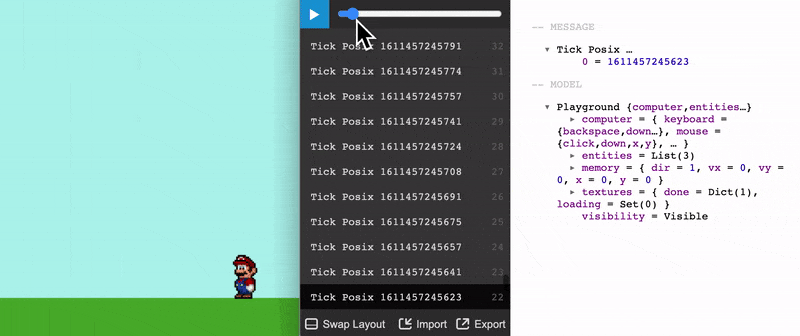 Tick Posix 1611457245791 32
Tick Posix 1611457245774 31
Tick Posix 1611457245757 30
Tick Posix 1611457245741 29
Tick Posix 1611457245724 28
Tick Posix 1611457245708 27
Tick Posix 1611457245691 26
Tick Posix 1611457245675 25
Tick Posix 1611457245657 24
Tick Posix 1611457245641 23
Tick Posix 1611457245623 22
Swap Layout Import Export
-- MESSAGE
▾ Tick Posix …
0 = 1611457245623
-- MODEL
▾ Playground {computer,entities…}
▸ computer = { keyboard =
{backspace,down…}, mouse =
{click,down,x,y}, … }
▸ entities = List(3)
▸ memory = { dir = 1, vx = 0, vy =
0, x = 0, y = 0 }
▸ textures = { done = Dict(1),
loading = Set(0) }
visibility = Visible